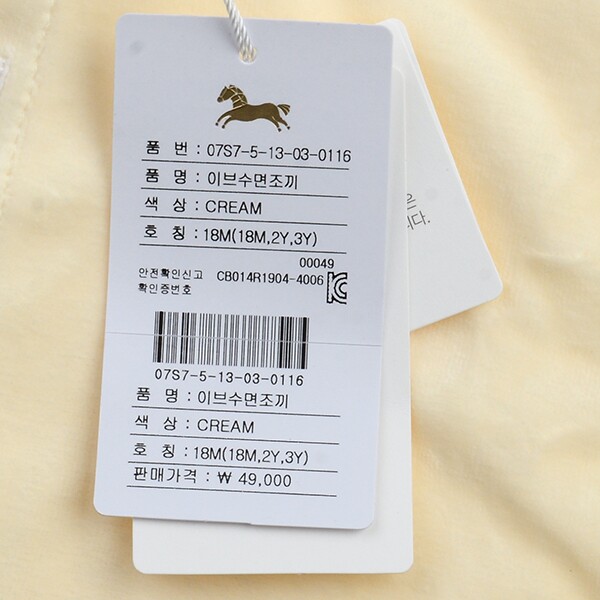 품 번 : 07S7-5-13-03-0116
품 명 : 이브수면조끼
색 상 : CREAM
호 칭 : 18M(18M,2Y,3Y)
00049
안전확인신고 CB014R1904-4006
확인증번호
07S7-5-13-03-0116
품 명 : 이브수면조끼
색 상 : CREAM
호 칭 : 18M(18M,2Y,3Y)
판매가격 : ₩ 49,000
은
니다.